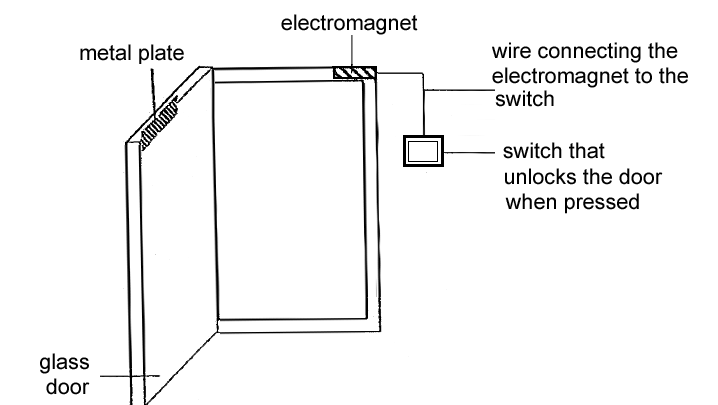 electromagnet
metal plate
wire connecting the
electromagnet to the
switch
switch that
unlocks the door
when pressed
glass
door